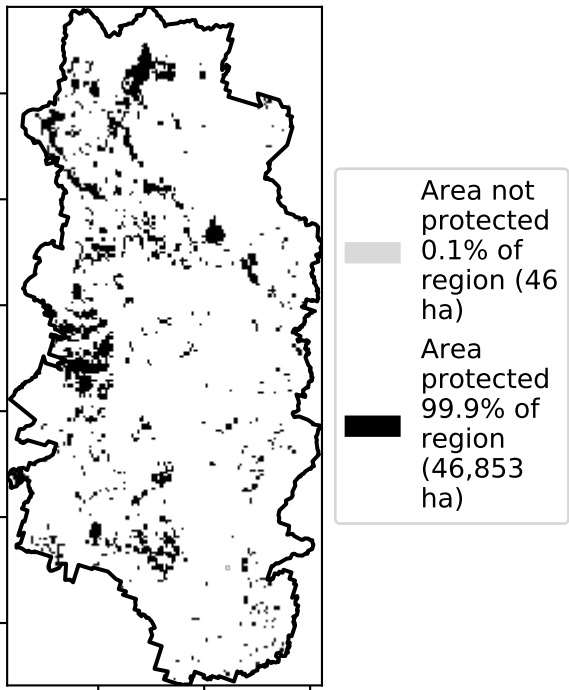 Area not
protected
0.1% of
region (46
ha)
Area
protected
99.9% of
region
(46,853
ha)